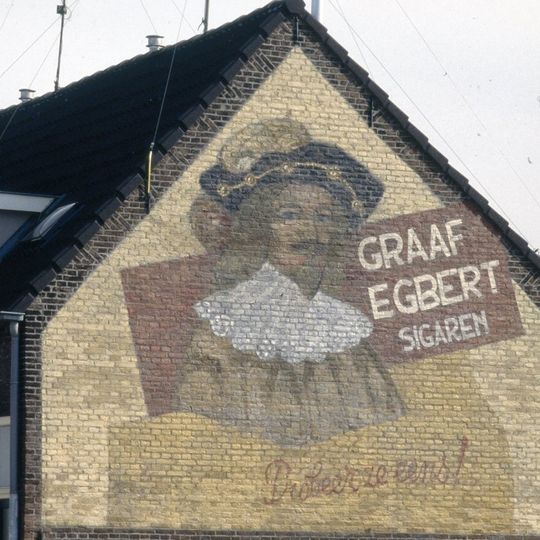 GRAAF
EGBERT
SIGAREN
Probeer ze eens!